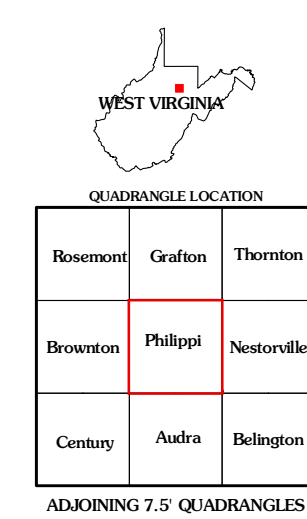 WEST VIRGINIA
QUADRANGLE LOCATION
Rosemont Grafton Thornton
Brownton Philippi Nestorville
Century Audra Belington
ADJOINING 7.5' QUADRANGLES